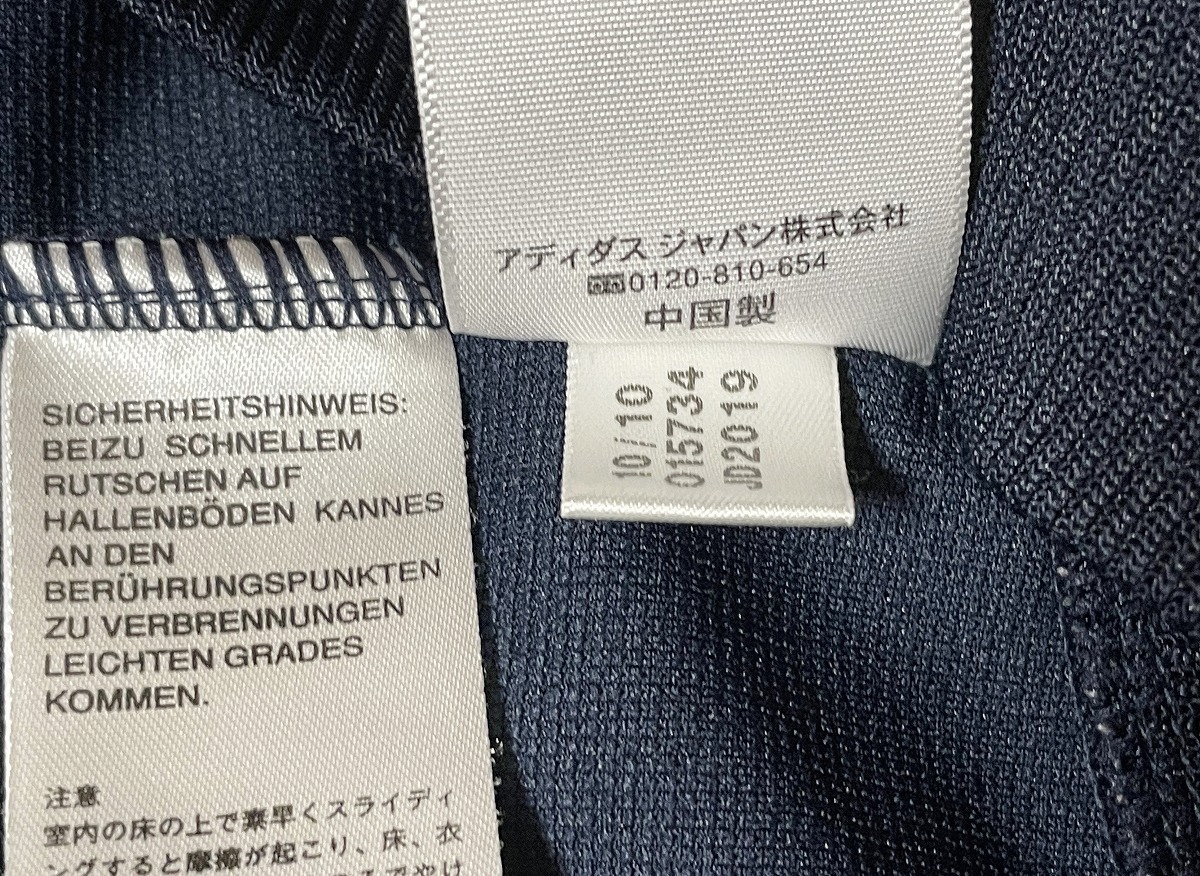 アディダス ジャパン株式会社
0120-810-654
中国製
10/10
015734
JD2019
SICHERHEITSHINWEIS:
BEIZU SCHNELLEM
RUTSCHEN AUF
HALLENBÖDEN KANNES
AN DEN
BERÜHRUNGSPUNKTEN
ZU VERBRENNUNGEN
LEICHTEN GRADES
KOMMEN.
注意
室内の床の上で素早くスライディ
ングすると摩擦が起こり、床、衣